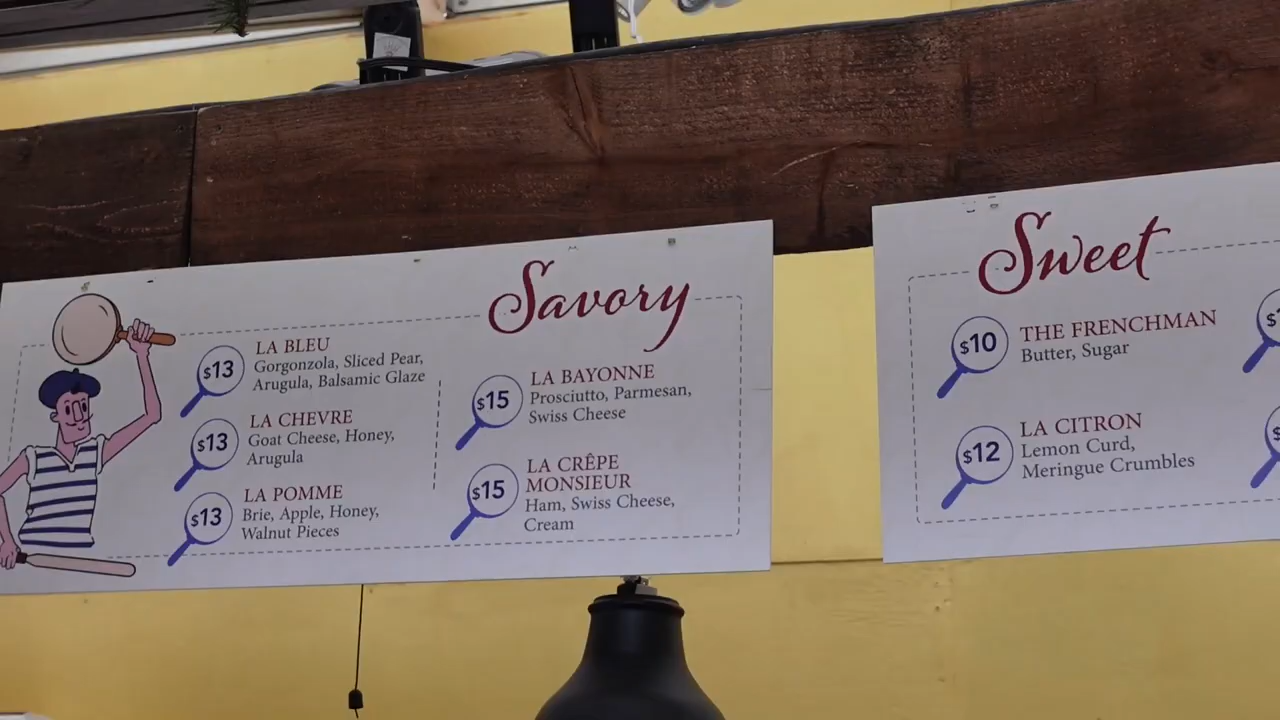 Savory
$13
LA BLEU
Gorgonzola, Sliced Pear,
Arugula, Balsamic Glaze
$13
LA CHEVRE
Goat Cheese, Honey,
Arugula
$13
LA POMME
Brie, Apple, Honey,
Walnut Pieces
$15
LA BAYONNE
Prosciutto, Parmesan,
Swiss Cheese
$15
LA CRÊPE
MONSIEUR
Ham, Swiss Cheese,
Cream
Sweet
$10
THE FRENCHMAN
Butter, Sugar
$12
LA CITRON
Lemon Curd,
Meringue Crumbles